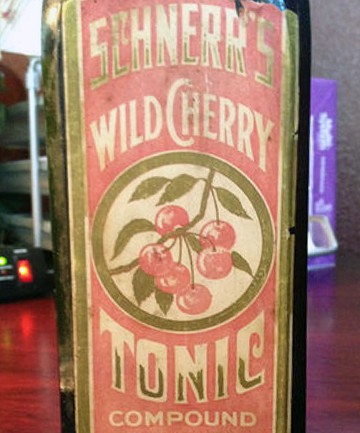 SCHNERR'S
WILD CHERRY
TONIC
COMPOUND